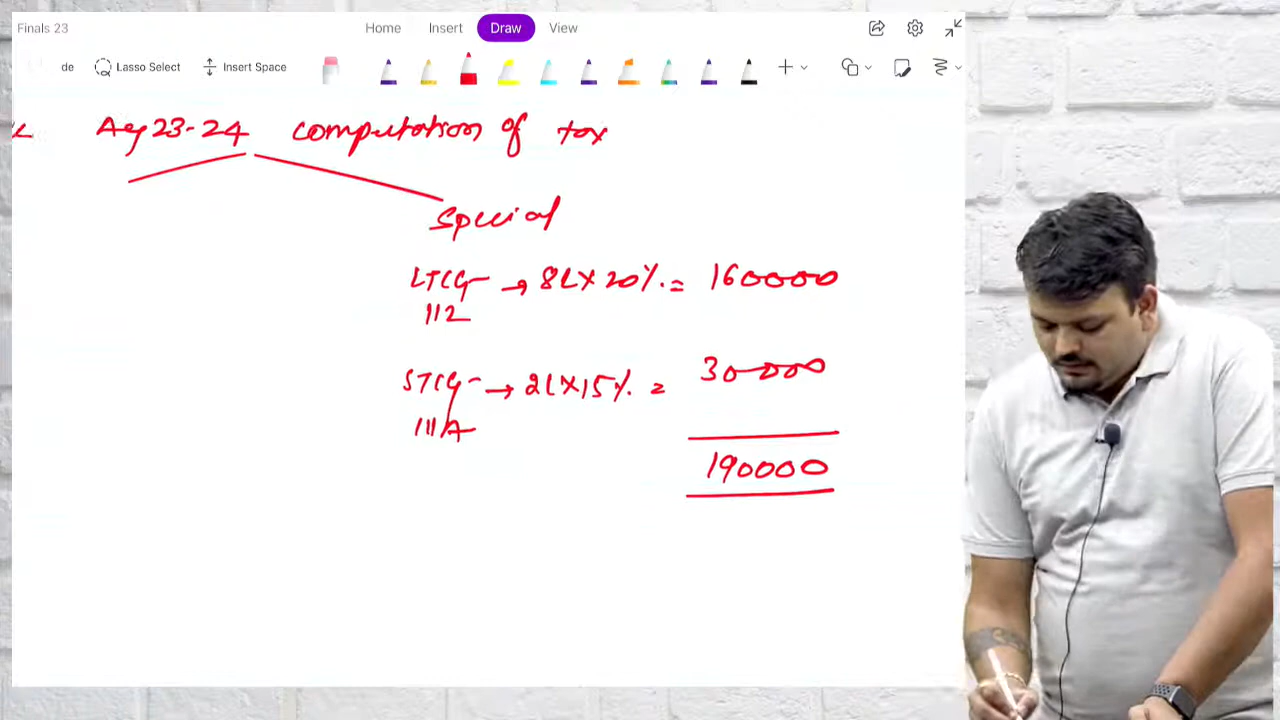 Finals 23
Home Insert Draw View
de Lasso Select Insert Space
Ay 23-24 computation of tax
Special
LTCG → 8L × 20% = 160000
112
STCG → 2L × 15% = 30000
111A
190000